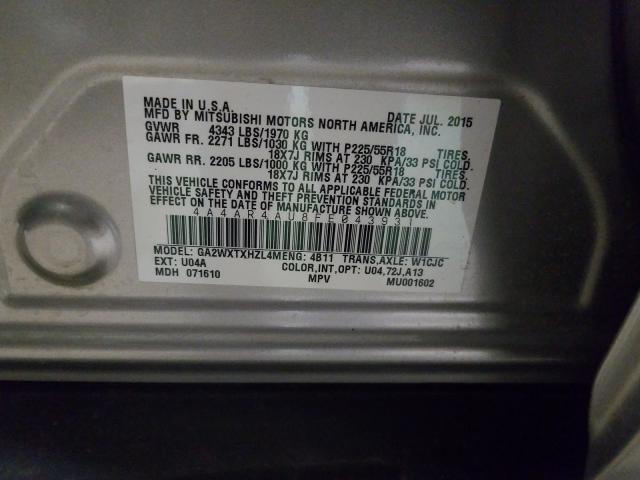 MADE IN U.S.A. DATE JUL. 2015
MFD BY MITSUBISHI MOTORS NORTH AMERICA, INC.
GVWR 4343 LBS/1970 KG
GAWR FR. 2271 LBS/1030 KG WITH P225/55R18 TIRES,
18X7J RIMS AT 230 KPA/33 PSI COLD.
GAWR RR. 2205 LBS/1000 KG WITH P225/55R18 TIRES,
18X7J RIMS AT 230 KPA/33 PSI COLD.
THIS VEHICLE CONFORMS TO ALL APPLICABLE FEDERAL MOTOR
VEHICLE SAFETY AND THEFT PREVENTION STANDARDS IN
EFFECT ON THE DATE OF MANUFACTURE SHOWN ABOVE.
MODEL: GA2WXTXHZL4M ENG: 4B11 TRANS,AXLE: W1CJC
EXT: U04A COLOR,INT,OPT: U04,72J,A13
MDH 071610 MPV MU001602